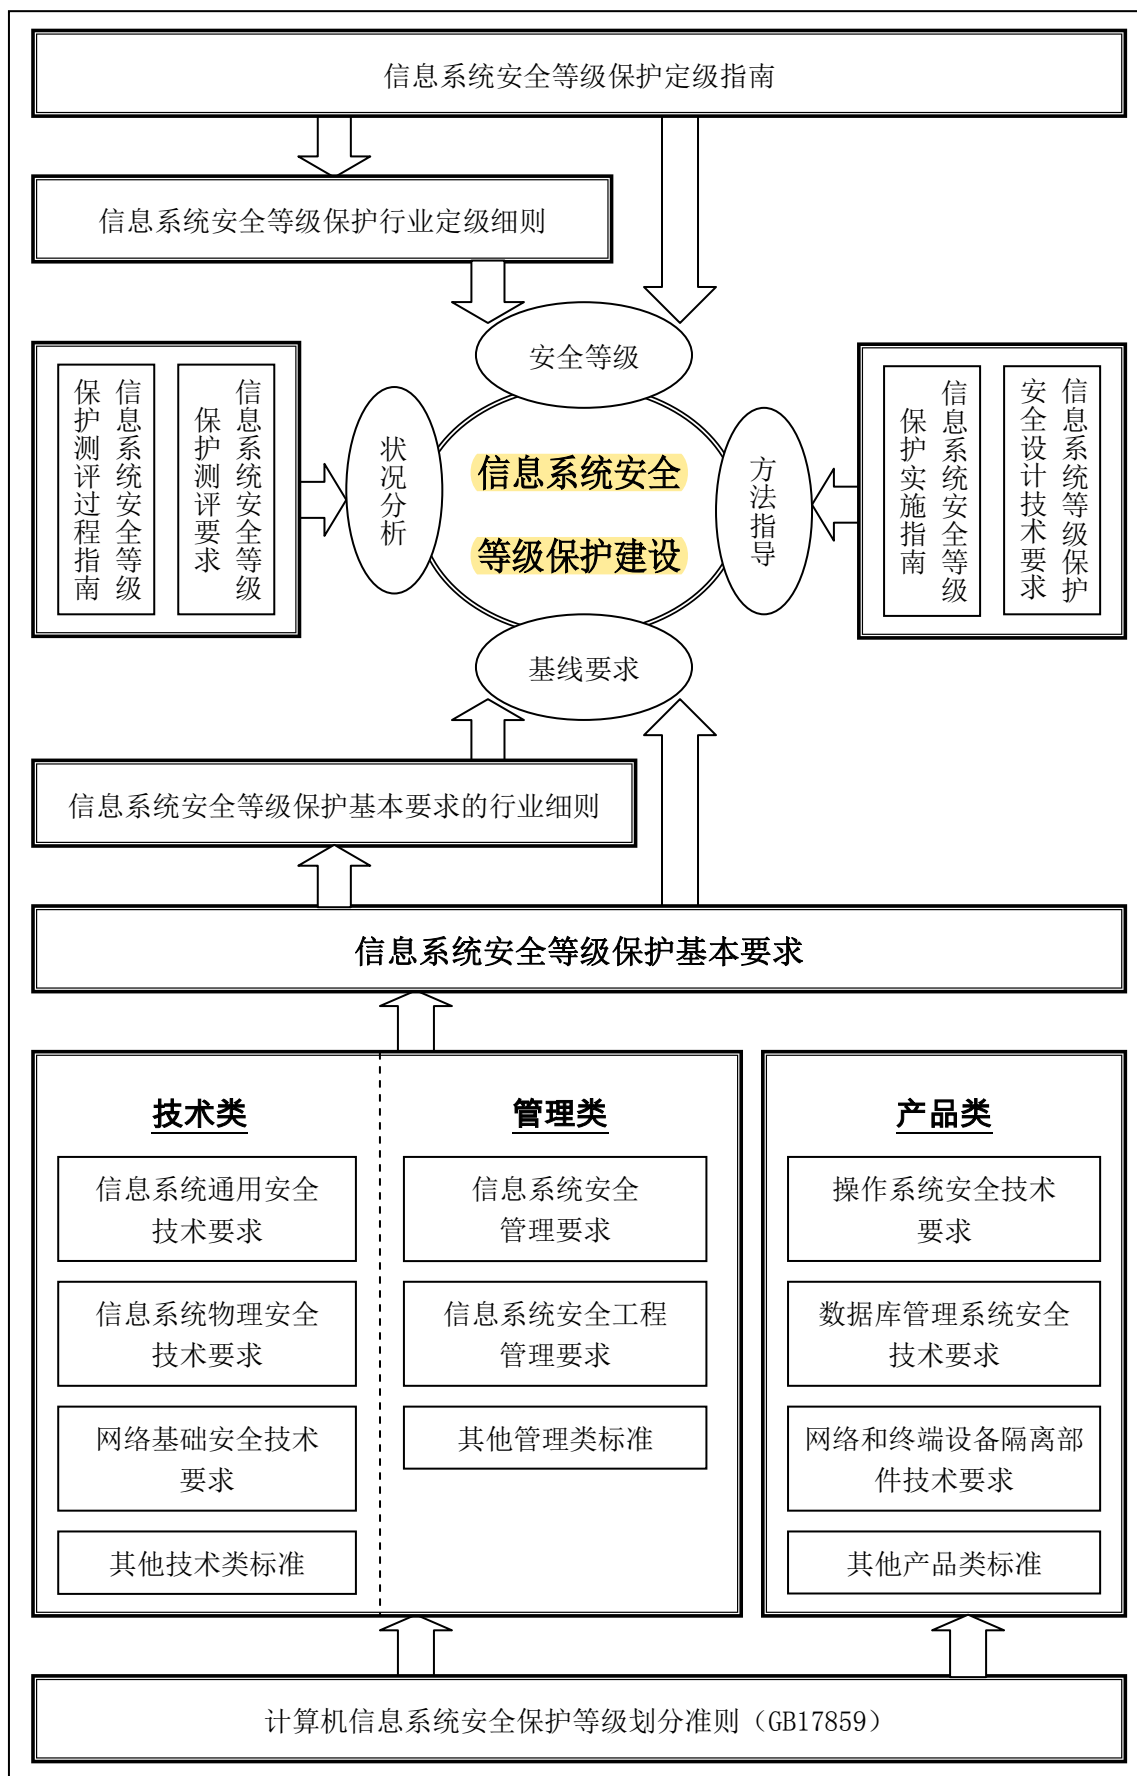 信息系统安全等级保护定级指南
信息系统安全等级保护行业定级细则
安全等级
信息系统安全等级
保护测评过程指南
信息系统安全等级
保护测评要求
状况分析
信息系统安全
等级保护建设
方法指导
信息系统安全等级
保护实施指南
信息系统等级保护
安全设计技术要求
基线要求
信息系统安全等级保护基本要求的行业细则
信息系统安全等级保护基本要求
技术类
信息系统通用安全
技术要求
信息系统物理安全
技术要求
网络基础安全技术
要求
其他技术类标准
管理类
信息系统安全
管理要求
信息系统安全工程
管理要求
其他管理类标准
产品类
操作系统安全技术
要求
数据库管理系统安全
技术要求
网络和终端设备隔离部
件技术要求
其他产品类标准
计算机信息系统安全保护等级划分准则（GB17859）